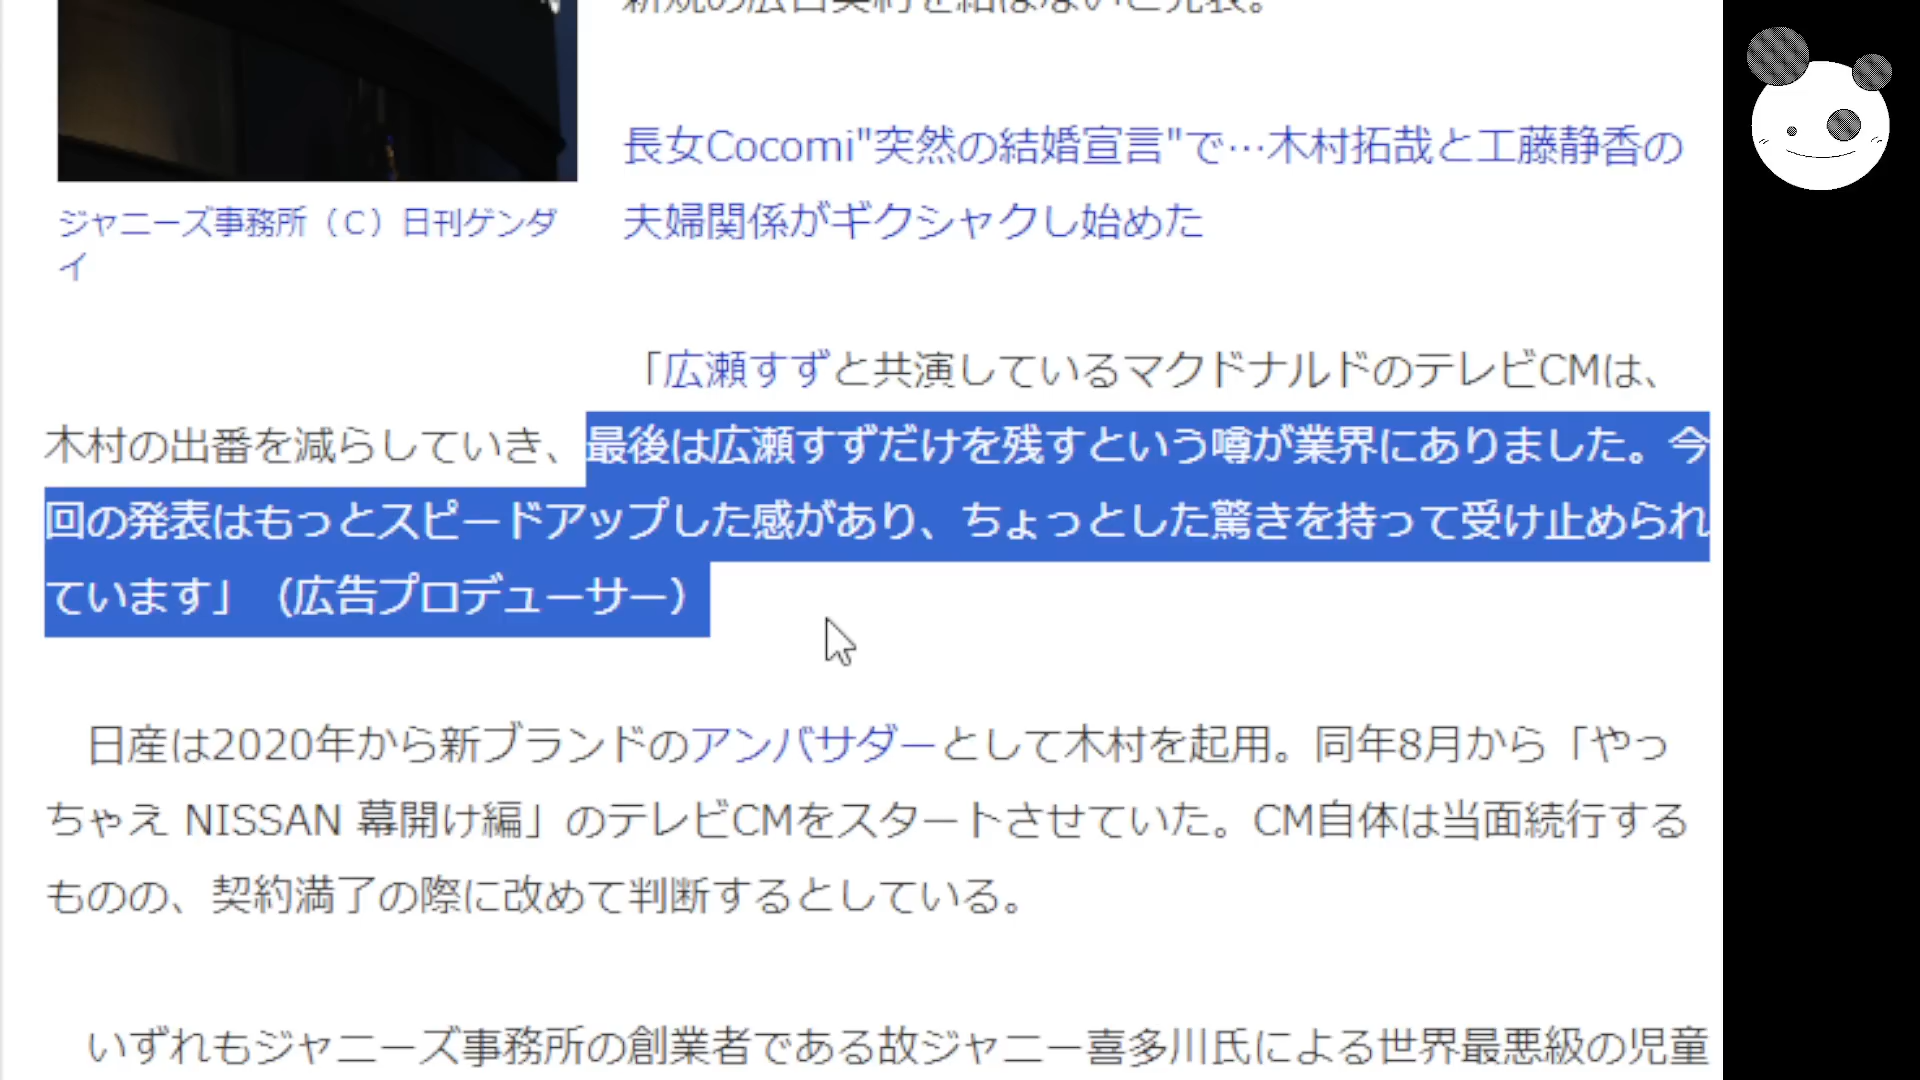 新規の広告契約を結ばないと発表。
長女Cocomi"突然の結婚宣言"で…木村拓哉と工藤静香の
夫婦関係がギクシャクし始めた
ジャニーズ事務所（C）日刊ゲンダ
イ
「広瀬すずと共演しているマクドナルドのテレビCMは、
木村の出番を減らしていき、最後は広瀬すずだけを残すという噂が業界にありました。今
回の発表はもっとスピードアップした感があり、ちょっとした驚きを持って受け止められ
ています」（広告プロデューサー）
日産は2020年から新ブランドのアンバサダーとして木村を起用。同年8月から「やっ
ちゃえ NISSAN 幕開け編」のテレビCMをスタートさせていた。CM自体は当面続行する
ものの、契約満了の際に改めて判断するとしている。
いずれもジャニーズ事務所の創業者である故ジャニー喜多川氏による世界最悪級の児童